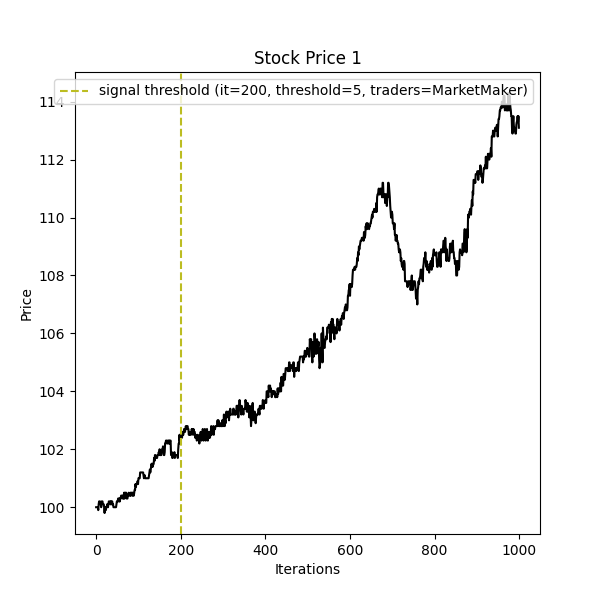 Stock Price 1
signal threshold (it=200, threshold=5, traders=MarketMaker)
114
112
110
108
106
104
102
100
Price
0 200 400 600 800 1000
Iterations